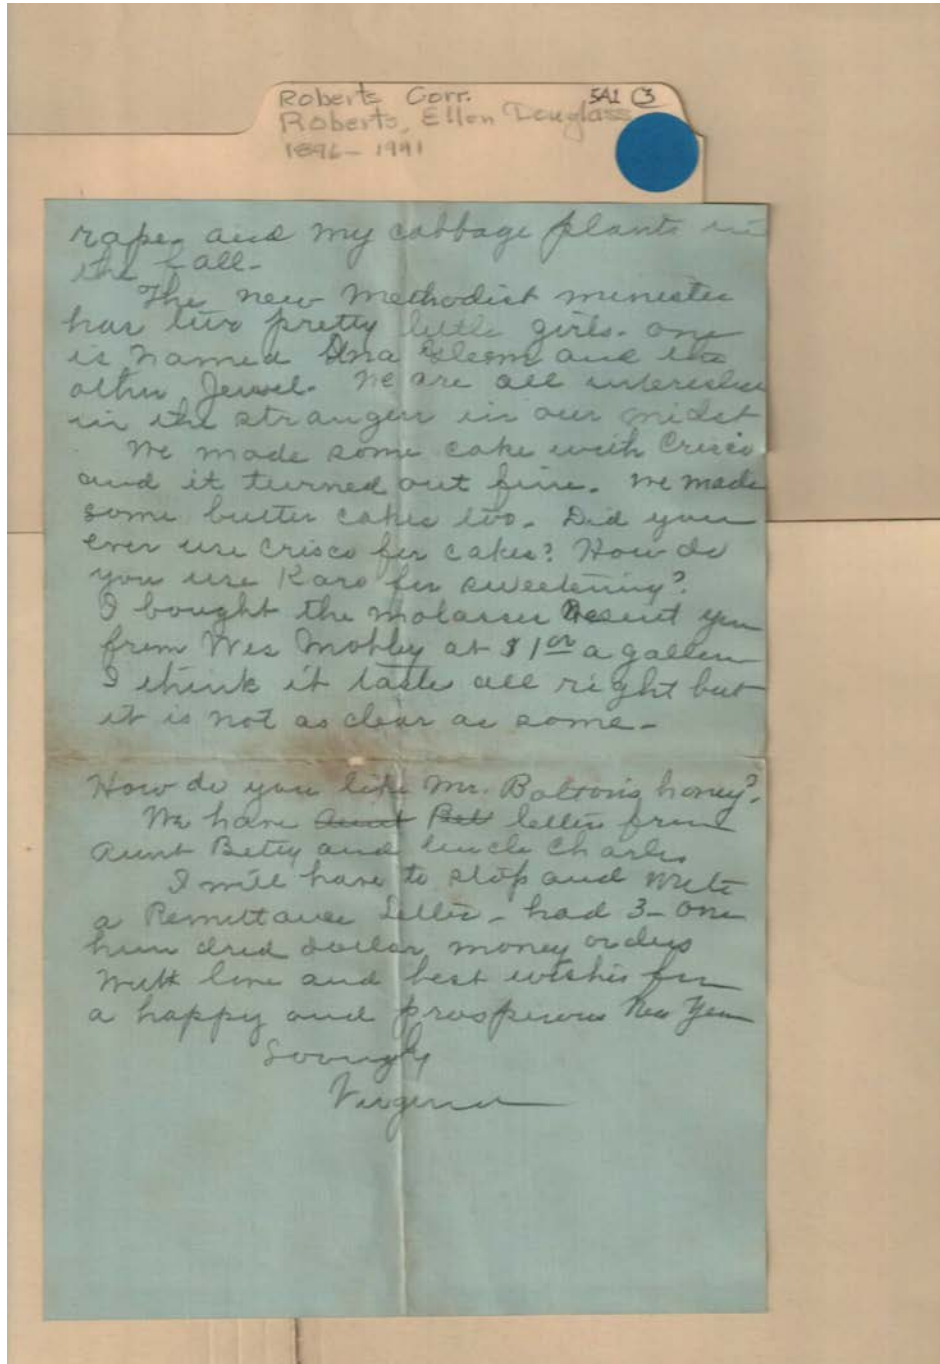 Roberts Corr. 5A1 (3
Roberts, Ellen Douglass
1896-1941
rape. and my cabbage plants in
the fall-
The new Methodist minister
has two pretty little girls. one
is named Ina and the
other Jewel. We are all interested
in the strangers in our midst
We made some cake with Crisco
and it turned out fine. We made
some butter cakes too. Did you
ever use Crisco for cakes? How do
you use Karo for sweetening?
I bought the molasses sent you
from Wes Mobley at $1.00 a gallon
I think it tastes all right but
it is not as clear as some-
How do you like Mr. Bolton's honey?
We have Aunt Bet letters from
Aunt Betty and Uncle Charles
I will have to stop and write
a Remittance Letter - had 3- one
hundred dollar money orders
With love and best wishes for
a happy and prosperous New Year
Lovingly
Virginia